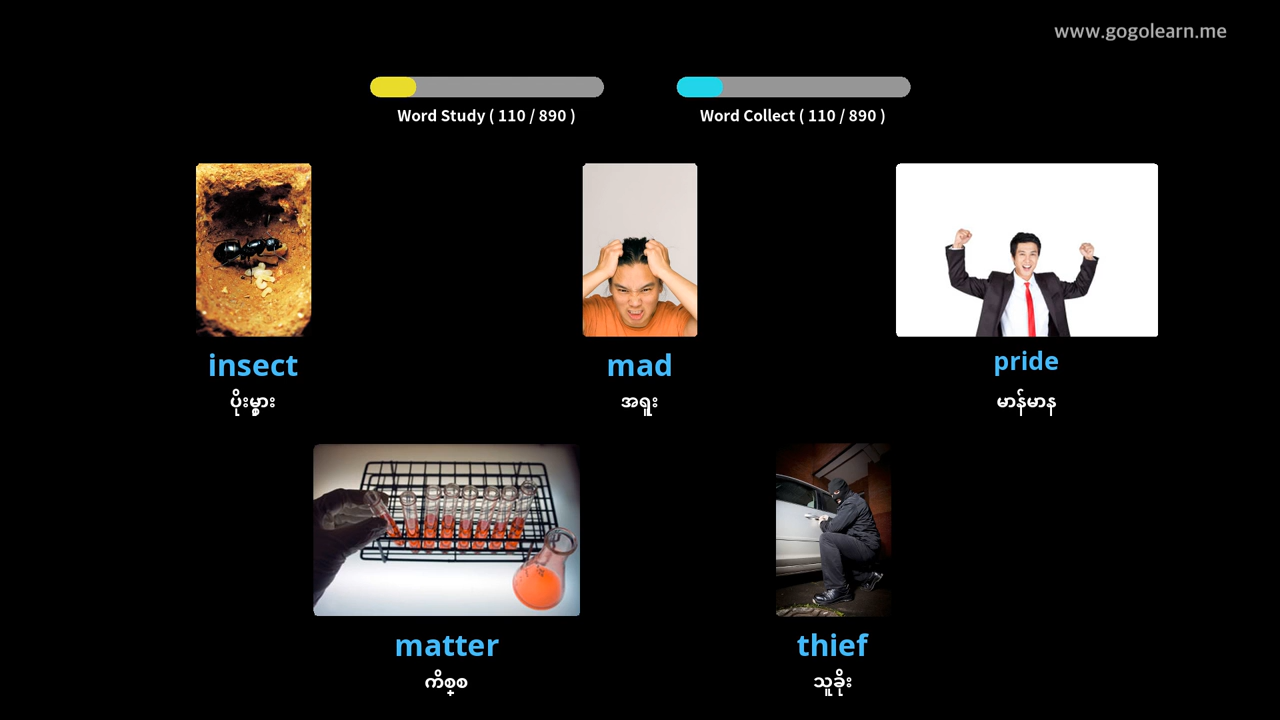 www.gogolearn.me
Word Study ( 110 / 890 )
Word Collect ( 110 / 890 )
insect
ပိုးမွှား
mad
အရူး
pride
မာန်မာန
matter
ကိစ္စ
thief
သူခိုး